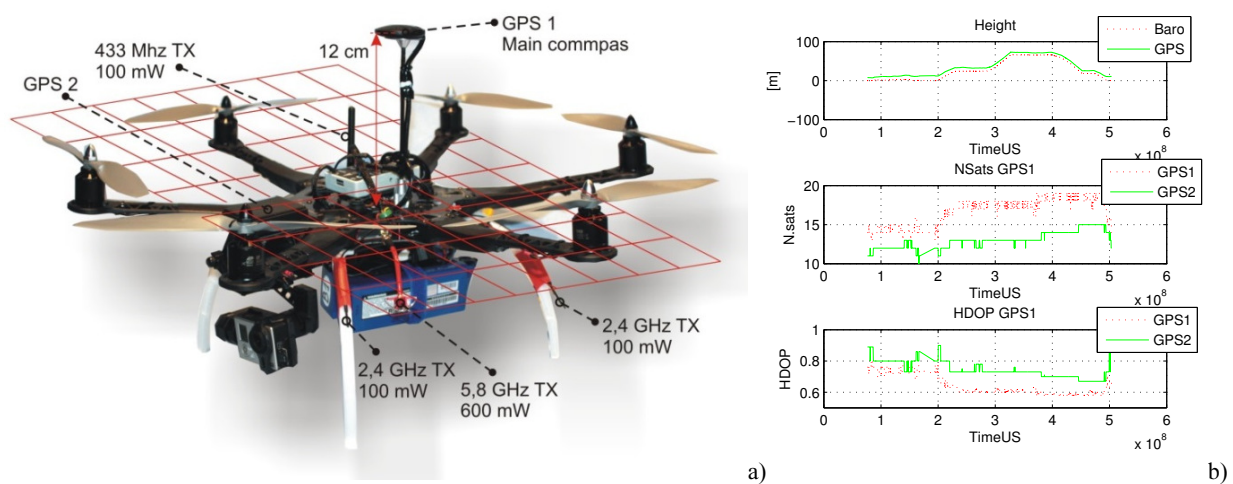 GPS 1
Main commpas
12 cm
433 Mhz TX
100 mW
GPS 2
2,4 GHz TX
100 mW
2,4 GHz TX
100 mW
5,8 GHz TX
600 mW
a)
Height
Baro
GPS
100
0
−100
[m]
0 1 2 3 4 5 6
TimeUS
x 10^8
NSats GPS1
GPS1
GPS2
20
15
10
N.sats
0 1 2 3 4 5 6
TimeUS
x 10^8
HDOP GPS1
GPS1
GPS2
1
0.8
0.6
HDOP
0 1 2 3 4 5 6
TimeUS
x 10^8
b)